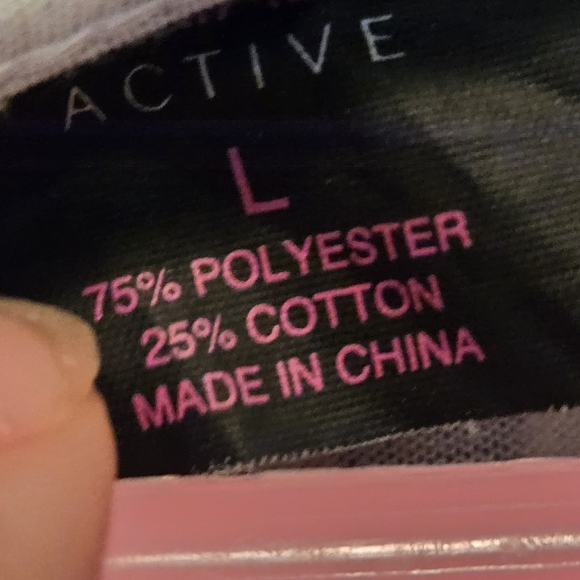 ACTIVE
L
75% POLYESTER
25% COTTON
MADE IN CHINA